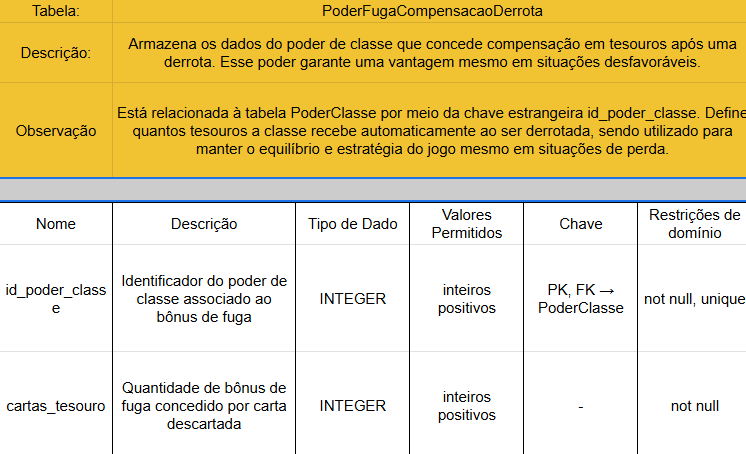 Tabela:
PoderFugaCompensacaoDerrota
Descrição:
Armazena os dados do poder de classe que concede compensação em tesouros após uma
derrota. Esse poder garante uma vantagem mesmo em situações desfavoráveis.
Observação
Está relacionada à tabela PoderClasse por meio da chave estrangeira id_poder_classe. Define
quantos tesouros a classe recebe automaticamente ao ser derrotada, sendo utilizado para
manter o equilíbrio e estratégia do jogo mesmo em situações de perda.
Nome
Descrição
Tipo de Dado
Valores
Permitidos
Chave
Restrições de
domínio
id_poder_class
e
Identificador do poder de
classe associado ao
bônus de fuga
INTEGER
inteiros
positivos
PK, FK →
PoderClasse
not null, unique
cartas_tesouro
Quantidade de bônus de
fuga concedido por carta
descartada
INTEGER
inteiros
positivos
-
not null